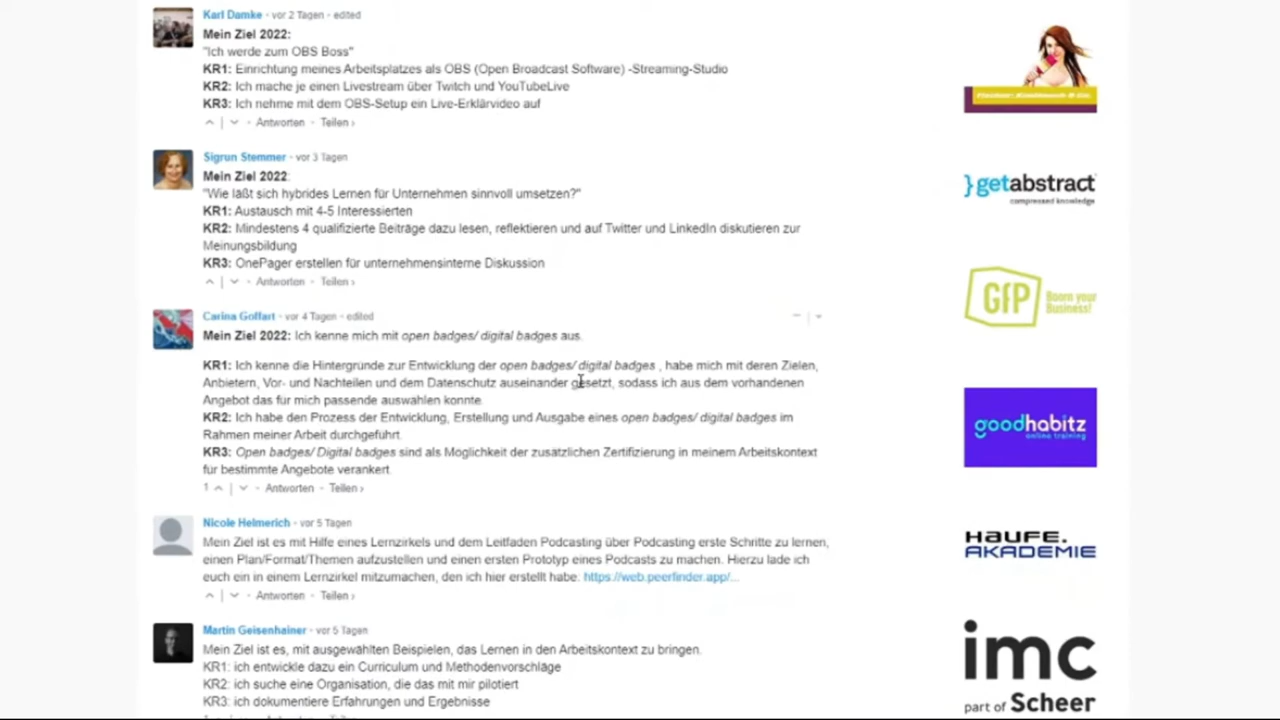 Karl Damke - vor 2 Tagen - edited
Mein Ziel 2022:
"Ich werde zum OBS Boss"
KR1: Einrichtung meines Arbeitsplatzes als OBS (Open Broadcast Software) -Streaming-Studio
KR2: Ich mache je einen Livestream über Twitch und YouTubeLive
KR3: Ich nehme mit dem OBS-Setup ein Live-Erklärvideo auf
Antworten - Teilen ›
Sigrun Stemmer - vor 3 Tagen
Mein Ziel 2022:
"Wie läßt sich hybrides Lernen für Unternehmen sinnvoll umsetzen?"
KR1: Austausch mit 4-5 Interessierten
KR2: Mindestens 4 qualifizierte Beiträge dazu lesen, reflektieren und auf Twitter und LinkedIn diskutieren zur
Meinungsbildung
KR3: OnePager erstellen für unternehmensinterne Diskussion
Antworten - Teilen ›
Carina Goffart - vor 4 Tagen - edited
Mein Ziel 2022: Ich kenne mich mit open badges/ digital badges aus.
KR1: Ich kenne die Hintergründe zur Entwicklung der open badges/ digital badges , habe mich mit deren Zielen,
Anbietern, Vor- und Nachteilen und dem Datenschutz auseinander gesetzt, sodass ich aus dem vorhandenen
Angebot das für mich passende auswählen konnte.
KR2: Ich habe den Prozess der Entwicklung, Erstellung und Ausgabe eines open badges/ digital badges im
Rahmen meiner Arbeit durchgeführt.
KR3: Open badges/ Digital badges sind als Möglichkeit der zusätzlichen Zertifizierung in meinem Arbeitskontext
für bestimmte Angebote verankert.
1 Antworten - Teilen ›
Nicole Helmerich - vor 5 Tagen
Mein Ziel ist es mit Hilfe eines Lernzirkels und dem Leitfaden Podcasting über Podcasting erste Schritte zu lernen,
einen Plan/Format/Themen aufzustellen und einen ersten Prototyp eines Podcasts zu machen. Hierzu lade ich
euch ein in einem Lernzirkel mitzumachen, den ich hier erstellt habe: https://web.peerfinder.app/...
Antworten - Teilen ›
Martin Geisenhainer - vor 5 Tagen
Mein Ziel ist es, mit ausgewählten Beispielen, das Lernen in den Arbeitskontext zu bringen.
KR1: ich entwickle dazu ein Curriculum und Methodenvorschläge
KR2: ich suche eine Organisation, die das mit mir pilotiert
KR3: ich dokumentiere Erfahrungen und Ergebnisse
getabstract
compressed knowledge
GfP
your
Business!
goodhabitz
online training
HAUFE.
AKADEMIE
imc
part of Scheer